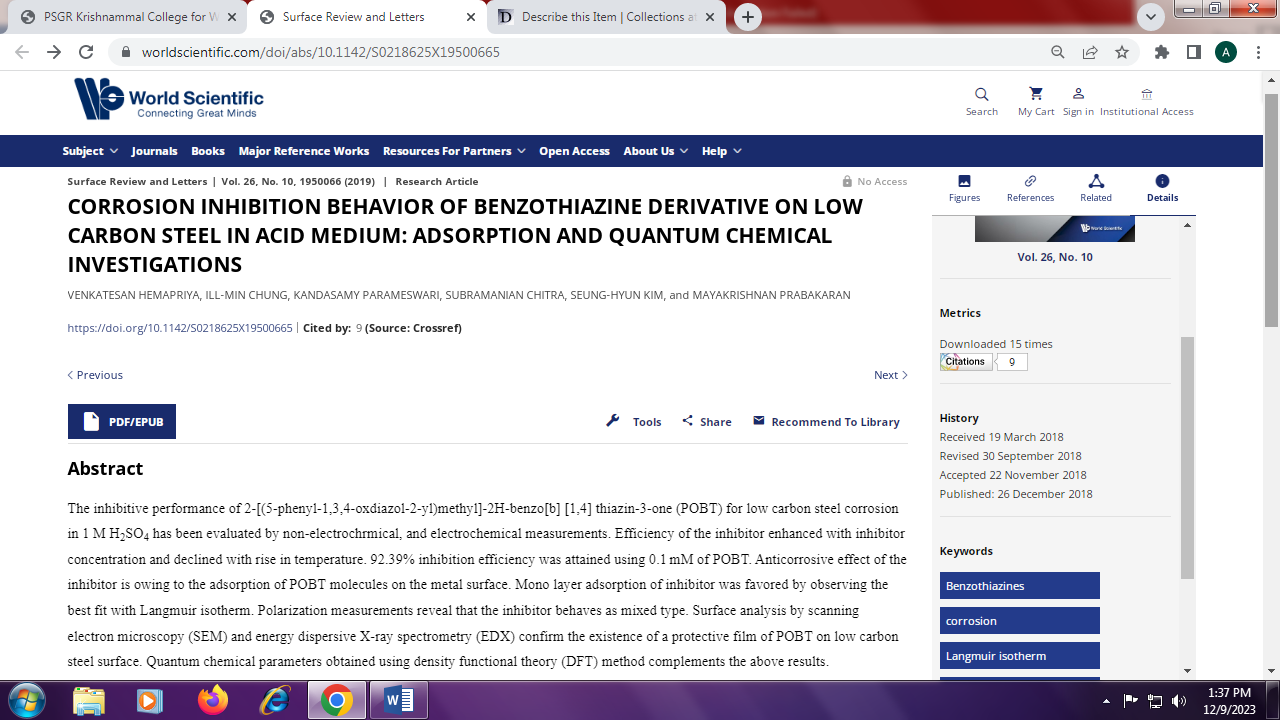 PSGR Krishnammal College for W
Surface Review and Letters
Describe this Item | Collections at
worldscientific.com/doi/abs/10.1142/S0218625X19500665
A
World Scientific
Connecting Great Minds
Search
My Cart
Sign in
Institutional Access
Subject
Journals
Books
Major Reference Works
Resources For Partners
Open Access
About Us
Help
Surface Review and Letters | Vol. 26, No. 10, 1950066 (2019) | Research Article
No Access
CORROSION INHIBITION BEHAVIOR OF BENZOTHIAZINE DERIVATIVE ON LOW
CARBON STEEL IN ACID MEDIUM: ADSORPTION AND QUANTUM CHEMICAL
INVESTIGATIONS
VENKATESAN HEMAPRIYA, ILL-MIN CHUNG, KANDASAMY PARAMESWARI, SUBRAMANIAN CHITRA, SEUNG-HYUN KIM, and MAYAKRISHNAN PRABAKARAN
https://doi.org/10.1142/S0218625X19500665 | Cited by: 9 (Source: Crossref)
Previous
Next
PDF/EPUB
Tools
Share
Recommend To Library
Abstract
The inhibitive performance of 2-[(5-phenyl-1,3,4-oxdiazol-2-yl)methyl]-2H-benzo[b] [1,4] thiazin-3-one (POBT) for low carbon steel corrosion
in 1 M H₂SO₄ has been evaluated by non-electrochrmical, and electrochemical measurements. Efficiency of the inhibitor enhanced with inhibitor
concentration and declined with rise in temperature. 92.39% inhibition efficiency was attained using 0.1 mM of POBT. Anticorrosive effect of the
inhibitor is owing to the adsorption of POBT molecules on the metal surface. Mono layer adsorption of inhibitor was favored by observing the
best fit with Langmuir isotherm. Polarization measurements reveal that the inhibitor behaves as mixed type. Surface analysis by scanning
electron microscopy (SEM) and energy dispersive X-ray spectrometry (EDX) confirm the existence of a protective film of POBT on low carbon
steel surface. Quantum chemical parameters obtained using density functional theory (DFT) method complements the above results.
Figures
References
Related
Details
World Scientific
Vol. 26, No. 10
Metrics
Downloaded 15 times
Citations 9
History
Received 19 March 2018
Revised 30 September 2018
Accepted 22 November 2018
Published: 26 December 2018
Keywords
Benzothiazines
corrosion
Langmuir isotherm
1:37 PM
12/9/2023